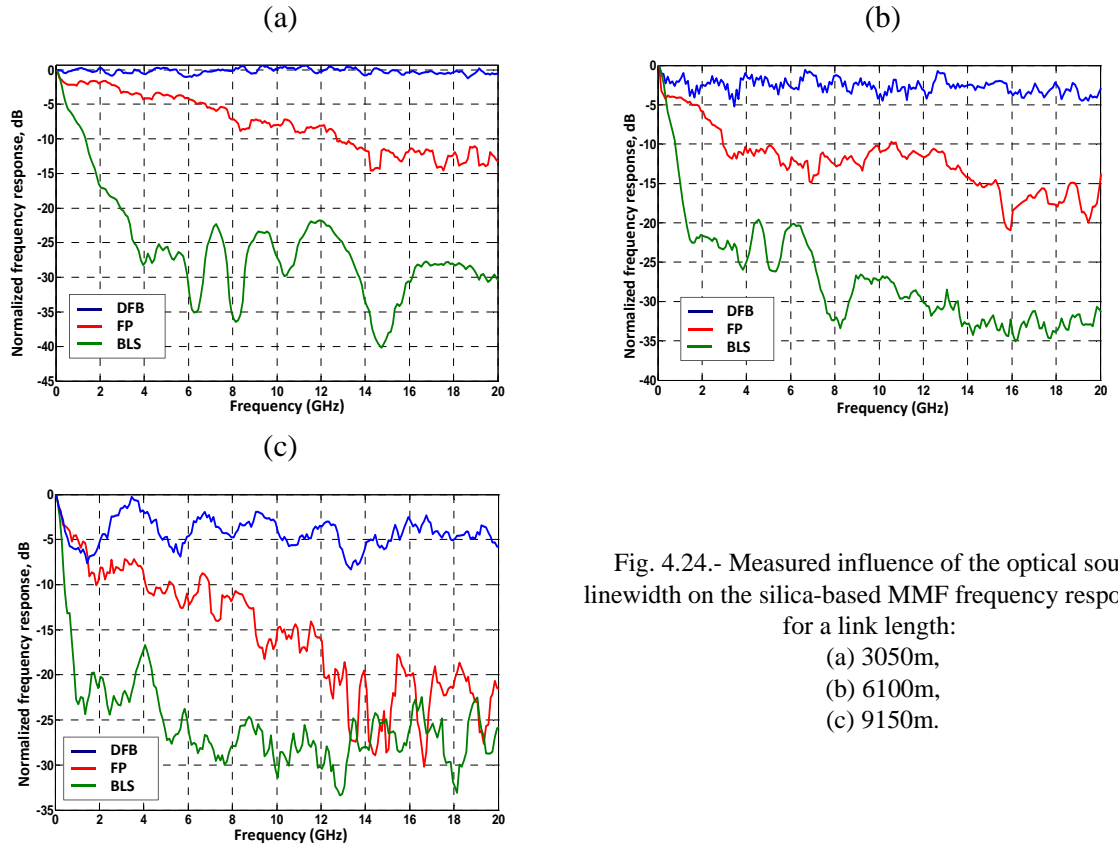 (a)
Normalized frequency response, dB
0
-5
-10
-15
-20
-25
-30
-35
-40
-45
DFB
FP
BLS
0 2 4 6 8 10 12 14 16 18 20
Frequency (GHz)
(b)
Normalized frequency response, dB
0
-5
-10
-15
-20
-25
-30
-35
-40
DFB
FP
BLS
0 2 4 6 8 10 12 14 16 18 20
Frequency (GHz)
(c)
Normalized frequency response, dB
0
-5
-10
-15
-20
-25
-30
-35
DFB
FP
BLS
0 2 4 6 8 10 12 14 16 18 20
Frequency (GHz)
Fig. 4.24.- Measured influence of the optical sou
linewidth on the silica-based MMF frequency respo
for a link length:
(a) 3050m,
(b) 6100m,
(c) 9150m.